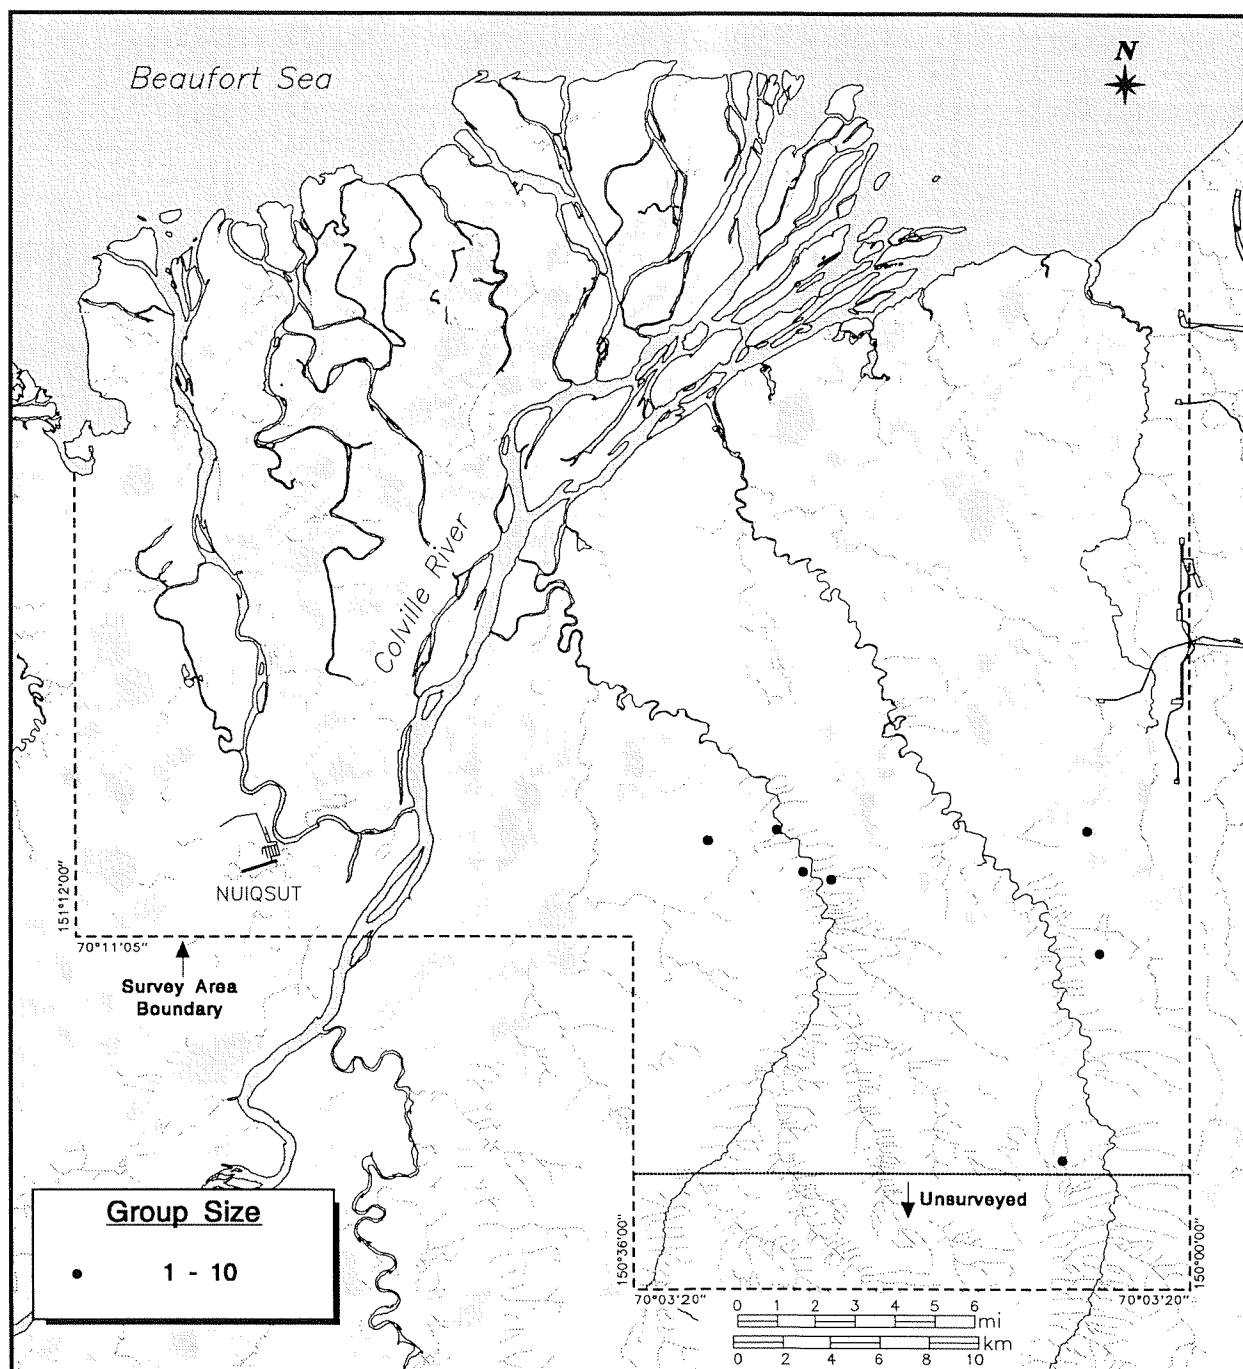 Beaufort Sea
N
Colville River
NUIQSUT
151°12'00"
70°11'05"
Survey Area
Boundary
Unsurveyed
150°36'00"
150°00'00"
70°03'20"
70°03'20"
Group Size
1 - 10
0 1 2 3 4 5 6
mi
km
0 2 4 6 8 10